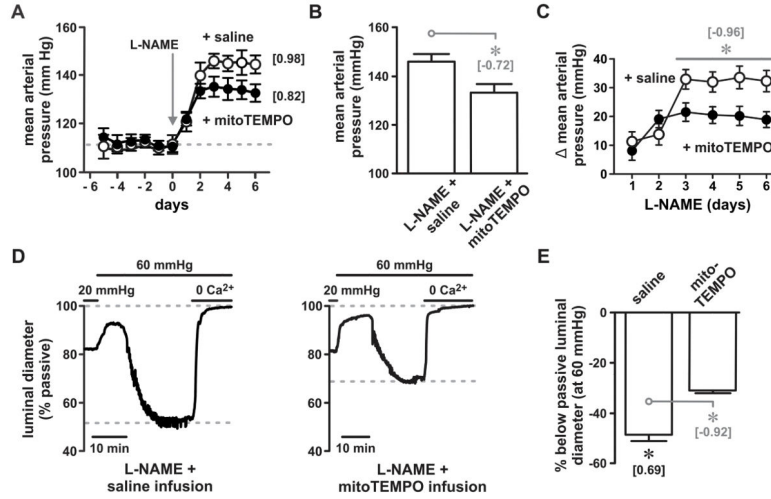 A
L-NAME
+ saline
[0.98]
[0.82]
+ mitoTEMPO
mean arterial
pressure (mm Hg)
160
140
120
100
- 6
- 4
- 2
0
2
4
6
days
B
mean arterial
pressure (mmHg)
160
140
120
100
*
[-0.72]
L-NAME +
saline
L-NAME +
mitoTEMPO
C
[-0.96]
*
+ saline
+ mitoTEMPO
Δ mean arterial
pressure (mmHg)
40
30
20
10
0
1
2
3
4
5
6
L-NAME (days)
D
60 mmHg
20 mmHg
0 Ca²⁺
luminal diameter
(% passive)
100
80
60
40
10 min
L-NAME +
saline infusion
60 mmHg
20 mmHg
0 Ca²⁺
100
80
60
40
10 min
L-NAME +
mitoTEMPO infusion
E
saline
mito-
TEMPO
% below passive luminal
diameter (at 60 mmHg)
0
-20
-40
-60
*
[-0.92]
*
[0.69]